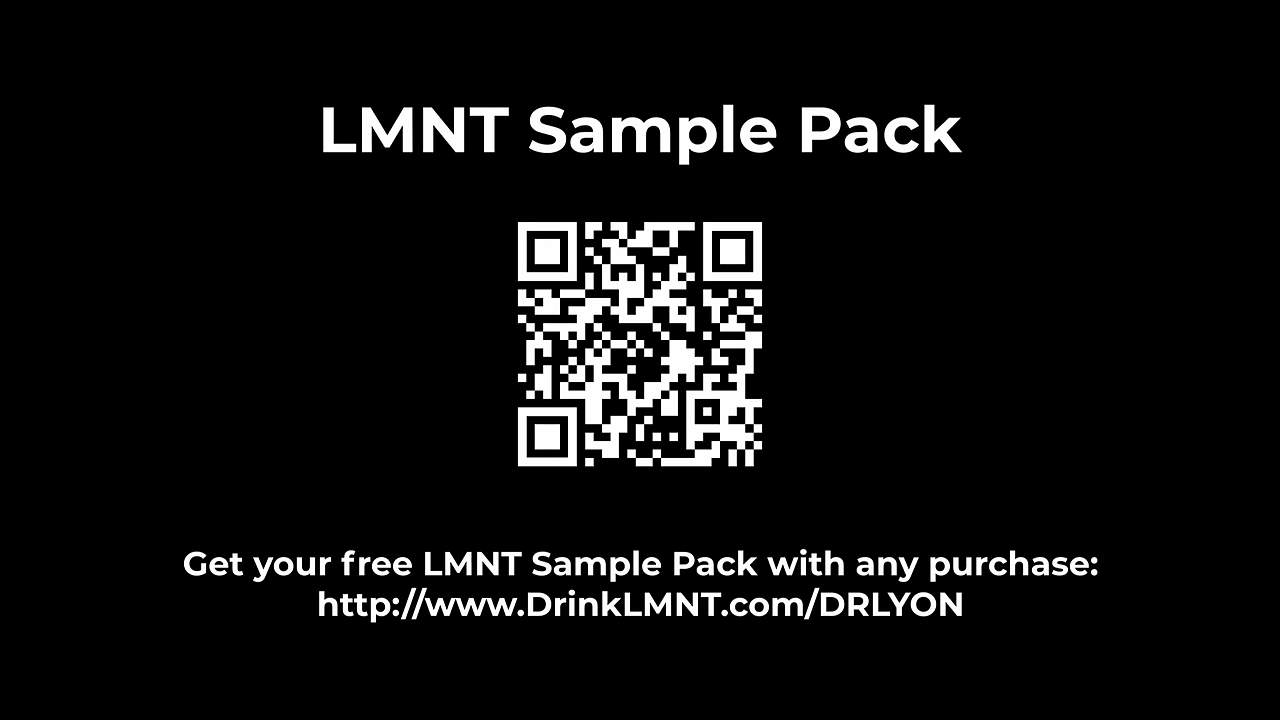 LMNT Sample Pack
Get your free LMNT Sample Pack with any purchase:
http://www.DrinkLMNT.com/DRLYON